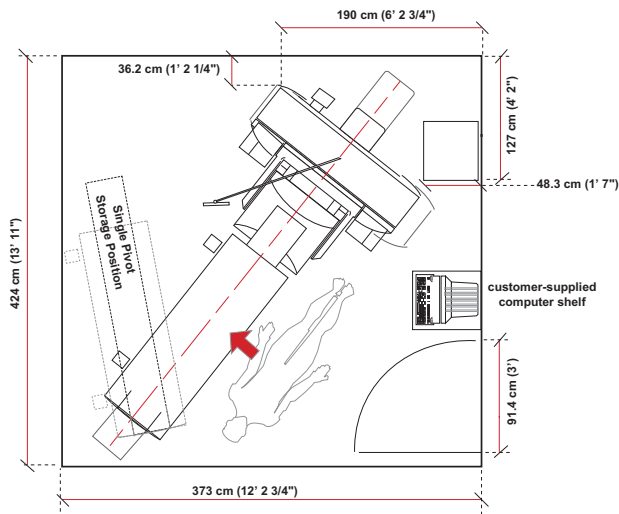 190 cm (6' 2 3/4")
36.2 cm (1' 2 1/4")
127 cm (4' 2")
48.3 cm (1' 7")
Single Pivot
Storage Position
424 cm (13' 11")
customer-supplied
computer shelf
91.4 cm (3')
373 cm (12' 2 3/4")